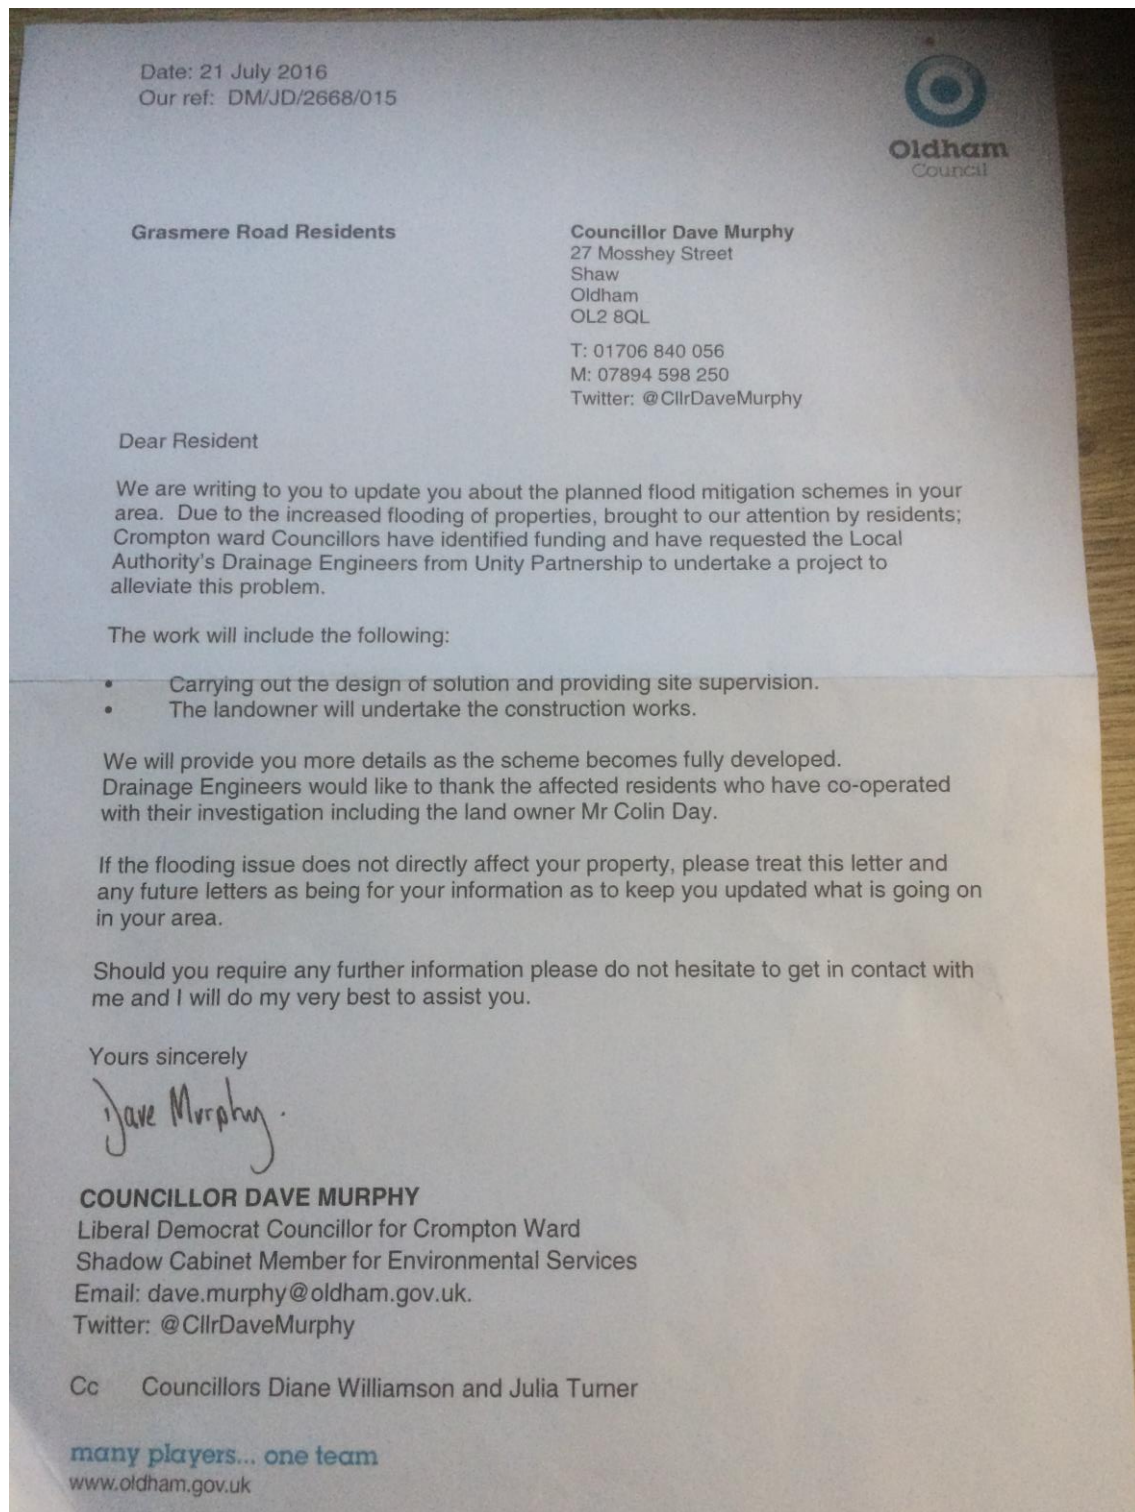 Date: 21 July 2016
Our ref: DM/JD/2668/015
Oldham
Council
Grasmere Road Residents
Councillor Dave Murphy
27 Mosshey Street
Shaw
Oldham
OL2 8QL
T: 01706 840 056
M: 07894 598 250
Twitter: @CllrDaveMurphy
Dear Resident
We are writing to you to update you about the planned flood mitigation schemes in your
area. Due to the increased flooding of properties, brought to our attention by residents;
Crompton ward Councillors have identified funding and have requested the Local
Authority's Drainage Engineers from Unity Partnership to undertake a project to
alleviate this problem.
The work will include the following:
• Carrying out the design of solution and providing site supervision.
• The landowner will undertake the construction works.
We will provide you more details as the scheme becomes fully developed.
Drainage Engineers would like to thank the affected residents who have co-operated
with their investigation including the land owner Mr Colin Day.
If the flooding issue does not directly affect your property, please treat this letter and
any future letters as being for your information as to keep you updated what is going on
in your area.
Should you require any further information please do not hesitate to get in contact with
me and I will do my very best to assist you.
Yours sincerely
Dave Murphy.
COUNCILLOR DAVE MURPHY
Liberal Democrat Councillor for Crompton Ward
Shadow Cabinet Member for Environmental Services
Email: dave.murphy@oldham.gov.uk.
Twitter: @CllrDaveMurphy
Cc Councillors Diane Williamson and Julia Turner
many players... one team
www.oldham.gov.uk